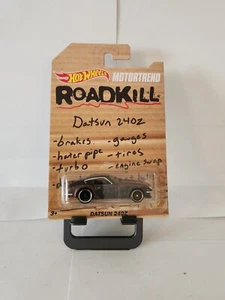 Hot Wheels MOTORTREND
ROADKILL
Datsun 240z
-brakes -gauges
-heater pipe -tires
-turbo -engine swap
DATSUN 240Z